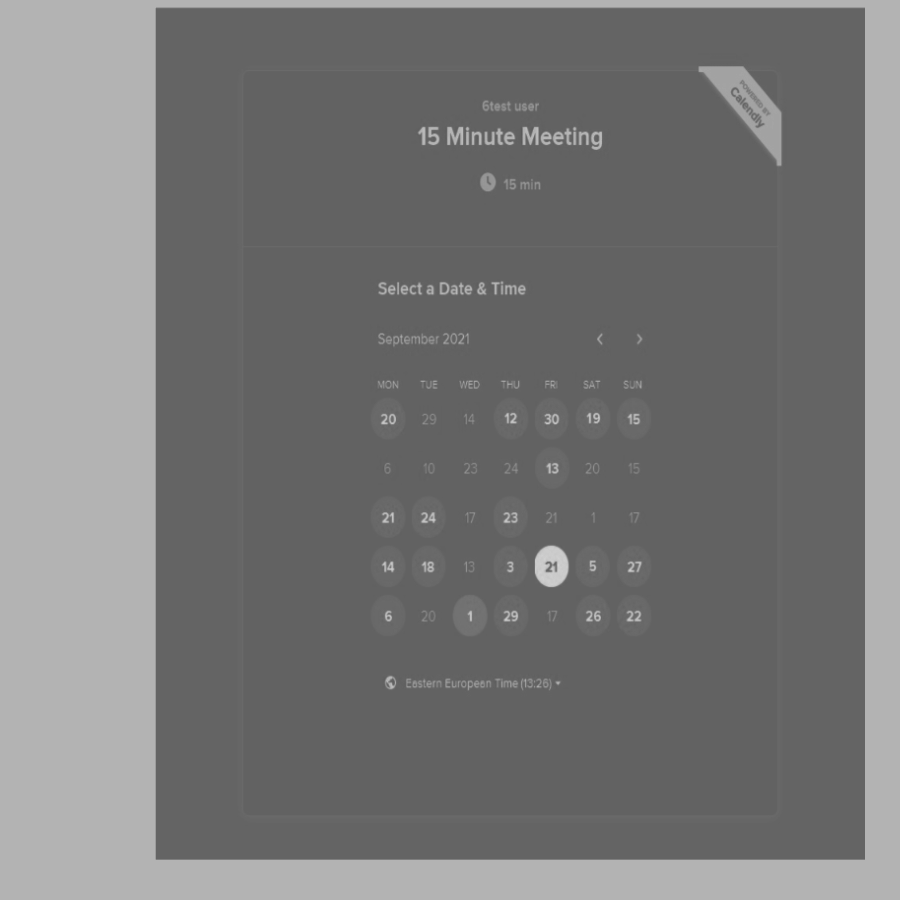 POWERED BY
Calendly
6test user
15 Minute Meeting
15 min
Select a Date & Time
September 2021
MON TUE WED THU FRI SAT SUN
20 29 14 12 30 19 15
6 10 23 24 13 20 15
21 24 17 23 21 1 17
14 18 13 3 21 5 27
6 20 1 29 17 26 22
Eastern European Time (13:26)